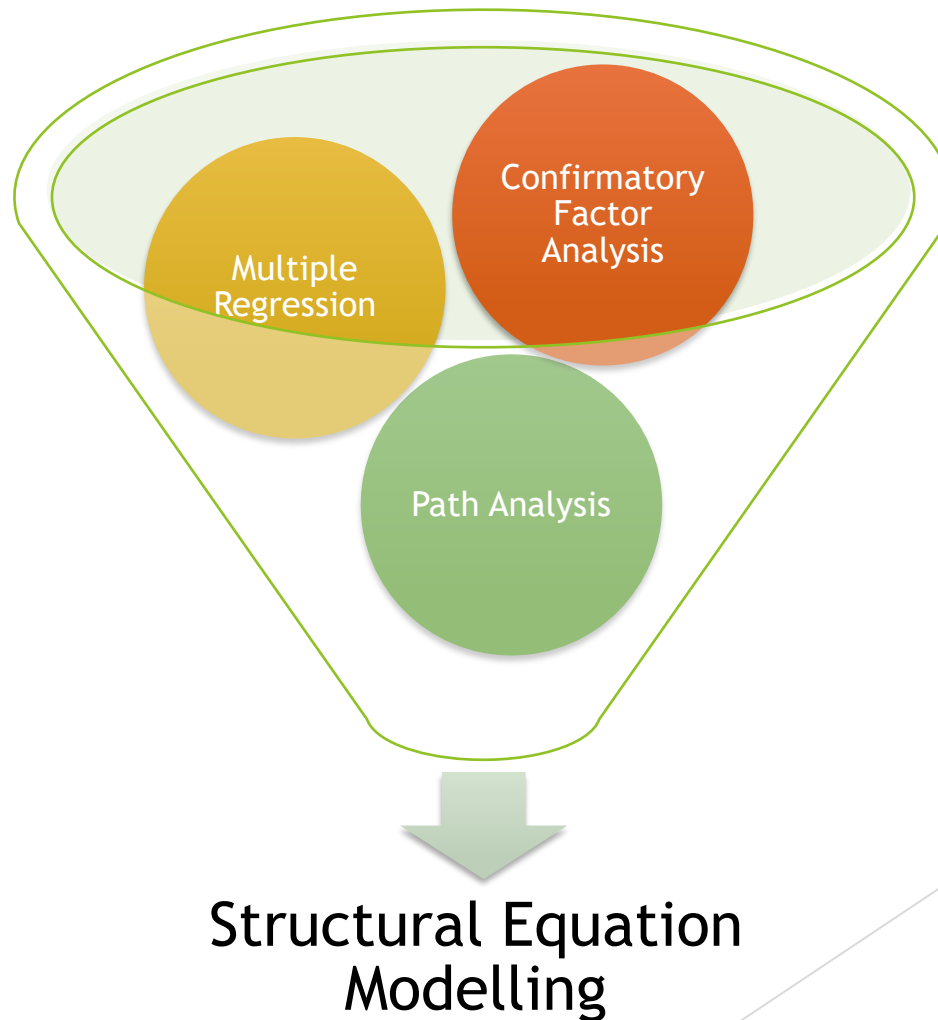 Confirmatory
Factor
Analysis
Multiple
Regression
Path Analysis
Structural Equation
Modelling